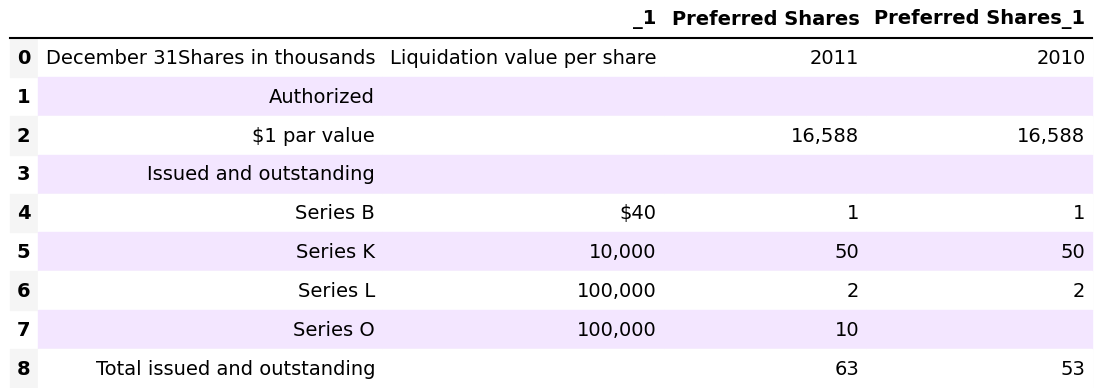 _1 Preferred Shares Preferred Shares_1
0 December 31Shares in thousands Liquidation value per share 2011 2010
1 Authorized
2 $1 par value 16,588 16,588
3 Issued and outstanding
4 Series B $40 1 1
5 Series K 10,000 50 50
6 Series L 100,000 2 2
7 Series O 100,000 10
8 Total issued and outstanding 63 53